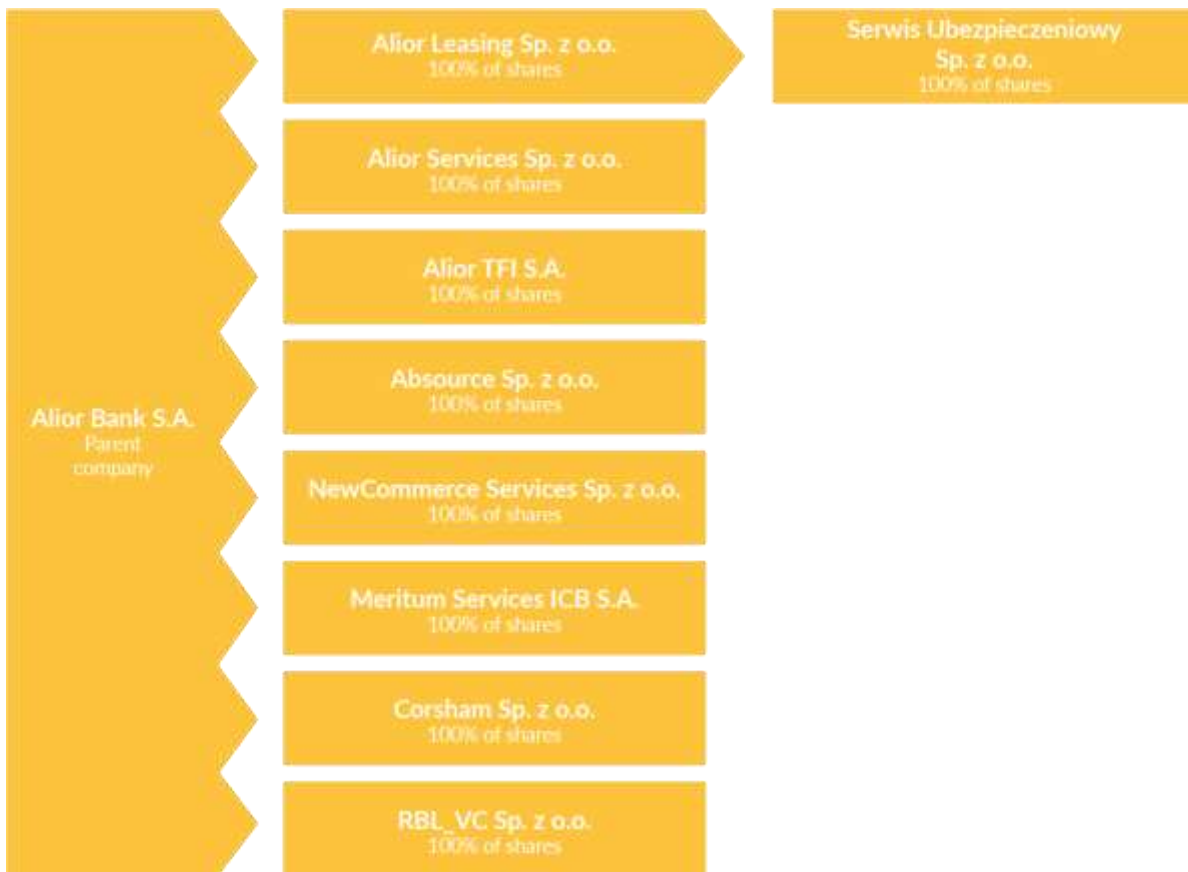 Alior Bank S.A.
Parent
company
Alior Leasing Sp. z o.o.
100% of shares
Serwis Ubezpieczeniowy
Sp. z o.o.
100% of shares
Alior Services Sp. z o.o.
100% of shares
Alior TFI S.A.
100% of shares
Absource Sp. z o.o.
100% of shares
NewCommerce Services Sp. z o.o.
100% of shares
Meritum Services ICB S.A.
100% of shares
Corsham Sp. z o.o.
100% of shares
RBL_VC Sp. z o.o.
100% of shares